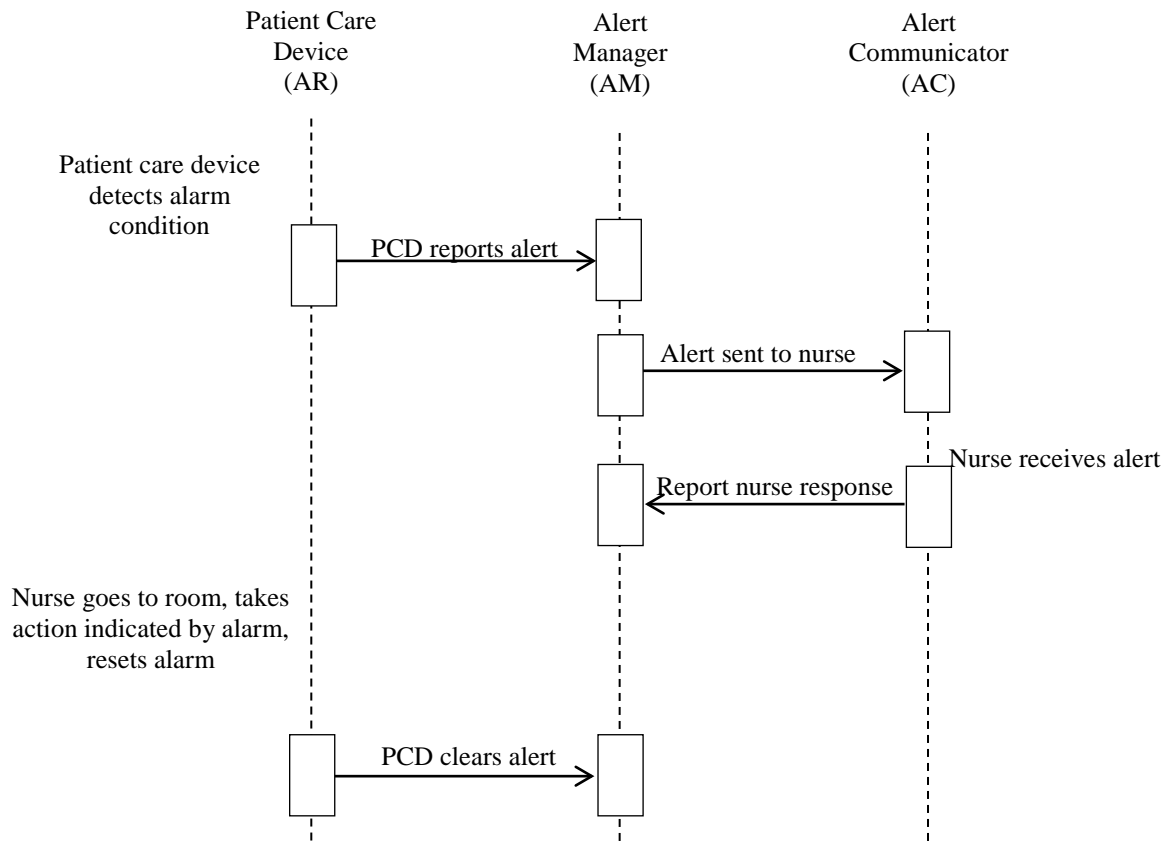 Patient Care
Device
(AR)
Alert
Manager
(AM)
Alert
Communicator
(AC)
Patient care device
detects alarm
condition
PCD reports alert
Alert sent to nurse
Nurse receives alert
Report nurse response
Nurse goes to room, takes
action indicated by alarm,
resets alarm
PCD clears alert